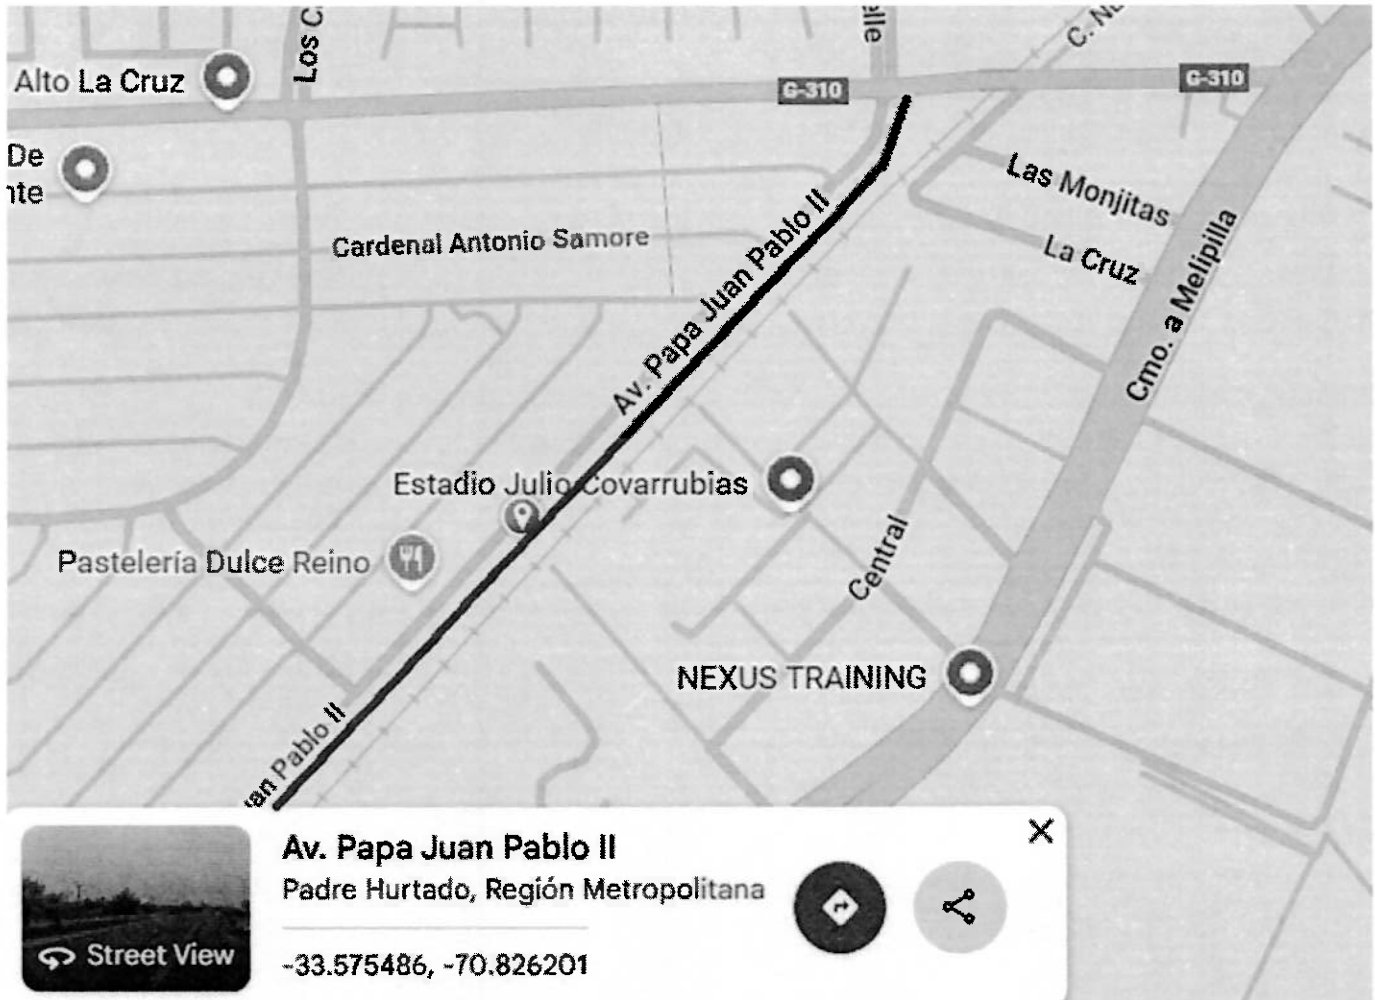 Los C
elle
C. NE
Alto La Cruz
G-310
G-310
De
nte
Las Monjitas
Cardenal Antonio Samore
La Cruz
Av. Papa Juan Pablo II
Cmo. a Melipilla
Estadio Julio Covarrubias
Pastelería Dulce Reino
Central
NEXUS TRAINING
an Pablo II
Av. Papa Juan Pablo II
Padre Hurtado, Región Metropolitana
Street View
-33.575486, -70.826201